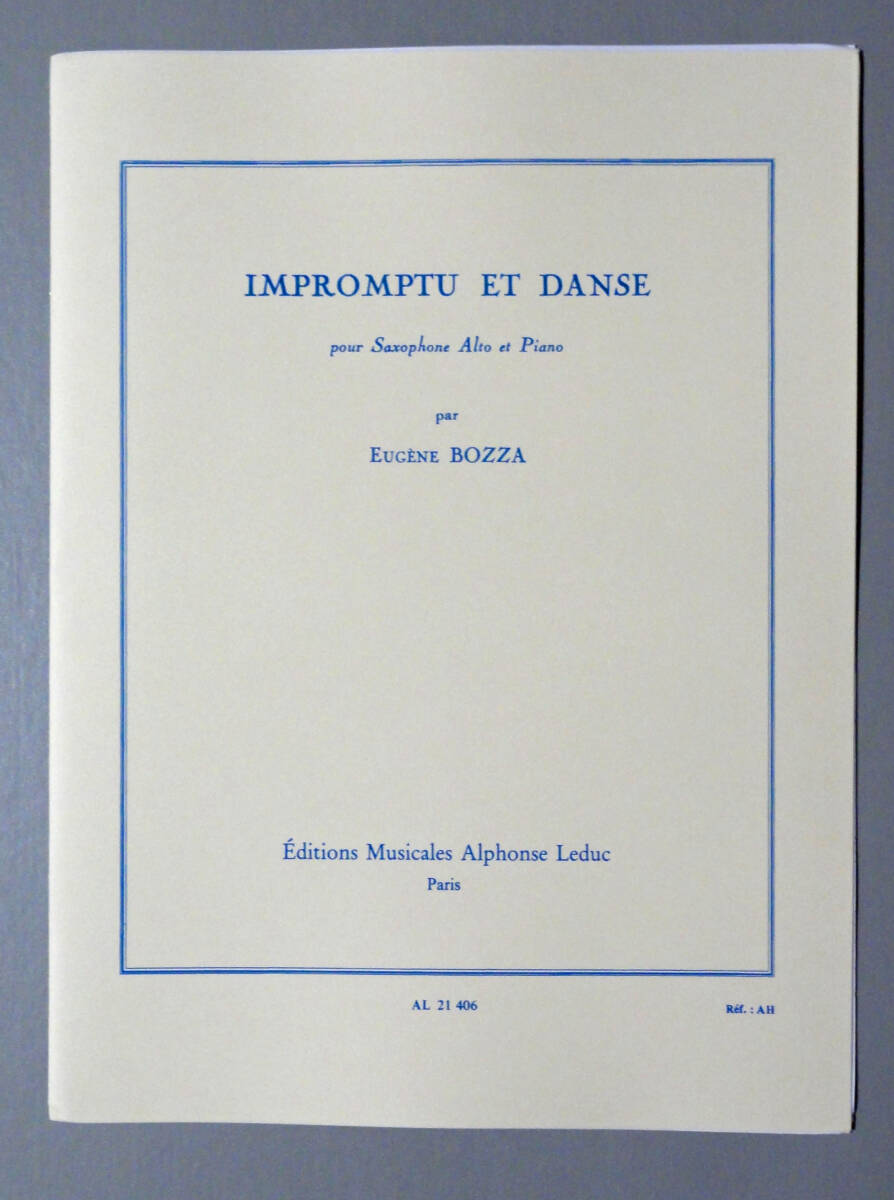 IMPROMPTU ET DANSE
pour Saxophone Alto et Piano
par
EUGÈNE BOZZA
Éditions Musicales Alphonse Leduc
Paris
AL 21 406
Réf. : AH